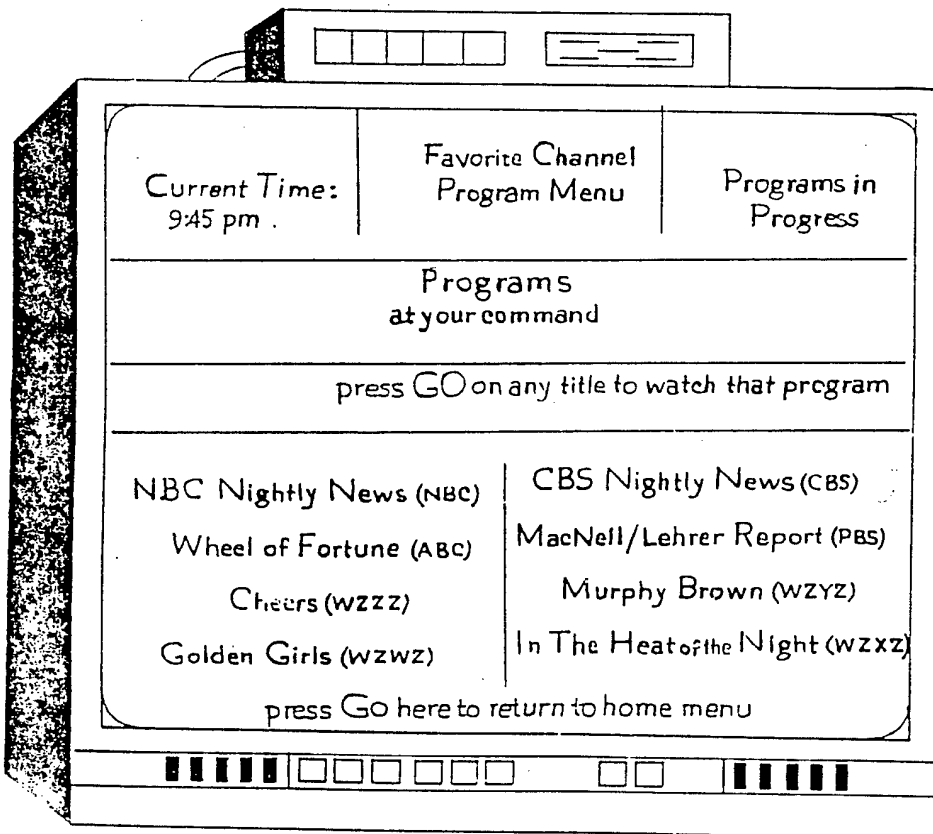 Current Time:
9:45 pm .
Favorite Channel
Program Menu
Programs in
Progress
Programs
at your command
press GO on any title to watch that program
NBC Nightly News (NBC)
Wheel of Fortune (ABC)
Cheers (WZZZ)
Golden Girls (WZWZ)
CBS Nightly News (CBS)
MacNeil/Lehrer Report (PBS)
Murphy Brown (WZYZ)
In The Heat of the Night (WZXZ)
press Go here to return to home menu